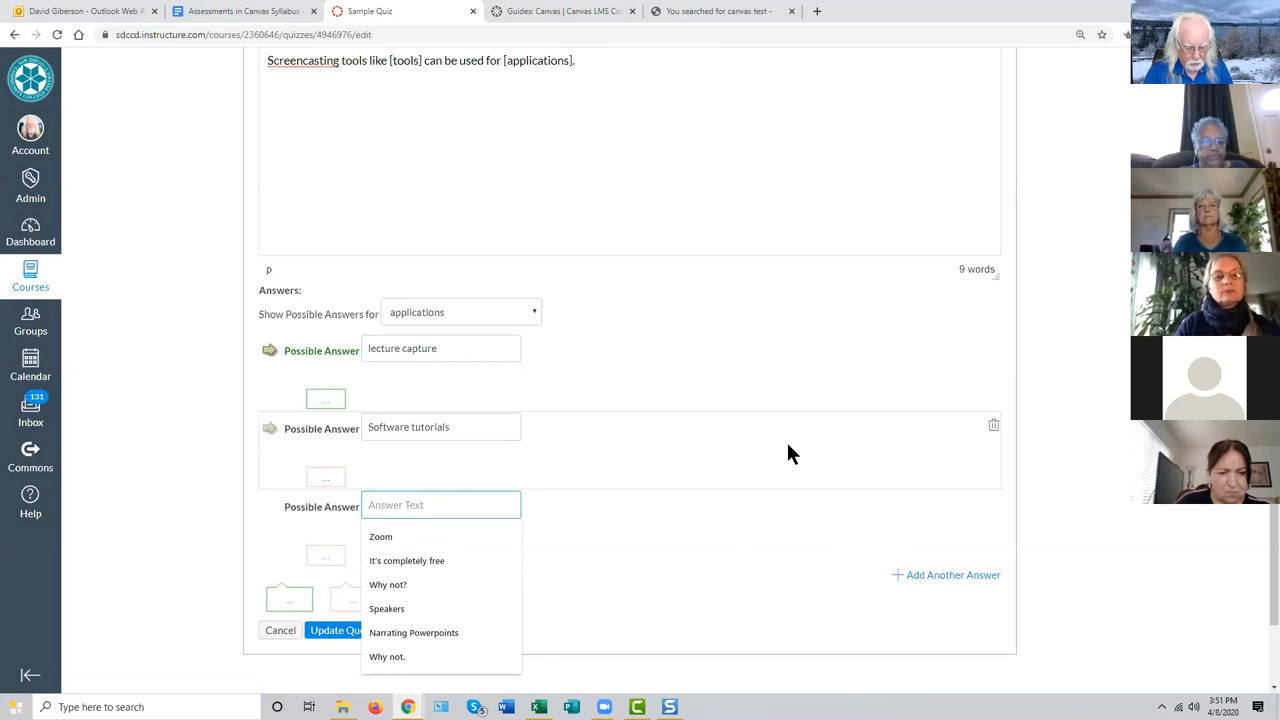 David Giberson - Outlook Web A
Assessments in Canvas Syllabus
Sample Quiz
Guides: Canvas | Canvas LMS Co
You searched for canvas test -
sdccd.instructure.com/courses/2360646/quizzes/4946976/edit
Account
Admin
Dashboard
Courses
Groups
Calendar
131
Inbox
Commons
Help
Screencasting tools like [tools] can be used for [applications].
p
9 words
Answers:
Show Possible Answers for applications
Possible Answer lecture capture
...
Possible Answer Software tutorials
...
Possible Answer Answer Text
...
Zoom
It's completely free
Why not?
Speakers
Narrating Powerpoints
Why not.
+ Add Another Answer
... ...
Cancel Update Que
Type here to search
5
3:51 PM
4/8/2020